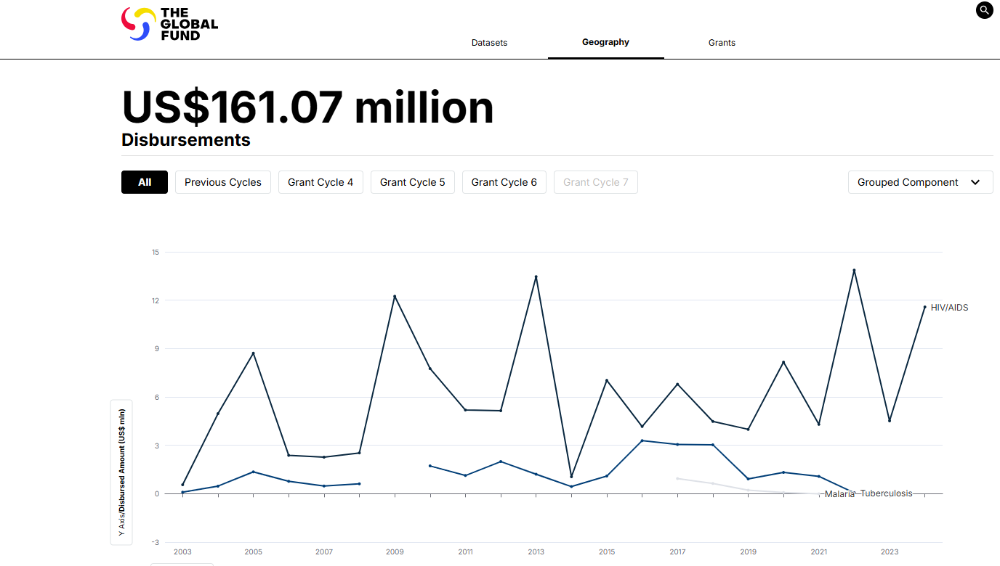 THE
GLOBAL
FUND
Datasets
Geography
Grants
US$161.07 million
Disbursements
All
Previous Cycles
Grant Cycle 4
Grant Cycle 5
Grant Cycle 6
Grant Cycle 7
Grouped Component
15
12
9
6
3
0
-3
Y Axis/Disbursed Amount (US$ mln)
HIV/AIDS
Malaria
Tuberculosis
2003
2005
2007
2009
2011
2013
2015
2017
2019
2021
2023